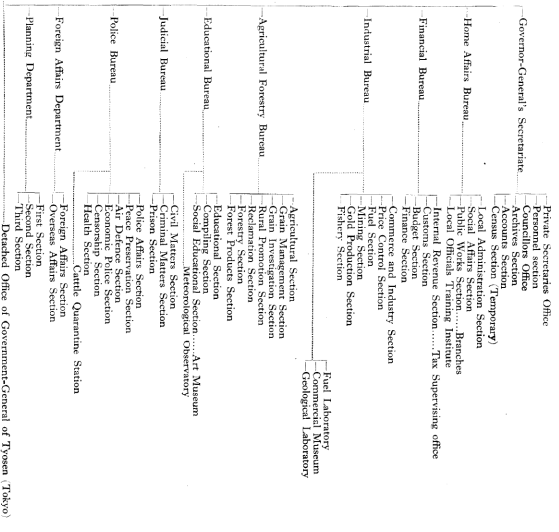 Governor-General's Secretariate
Private Secretaries Office
Personnel section
Councillors Office
Archives Section
Accounts Section
Census Section (Temporary)
Home Affairs Bureau
Local Administration Section
Social Affairs Section
Public Works Section......Branches
Local Officials Training Institute
Financial Bureau
Internal Revenue Section......Tax Supervising office
Customs Section
Budget Section
Finance Section
Industrial Bureau
Commerce and Industry Section
Price Control Section
Fuel Section
Mining Section
Gold Production Section
Fishery Section
Fuel Laboratory
Commercial Museum
Geological Laboratory
Agricultural Forestry Bureau
Agricultural Section
Grain Management Section
Grain Investigation Section
Rural Promotion Section
Reclamation Section
Forestry Section
Forest Products Section
Educational Bureau
Educational Section
Compiling Section
Social Educational Section......Art Museum
Meteorological Observatory
Judicial Bureau
Civil Matters Section
Criminal Matters Section
Prison Section
Police Bureau
Police Affairs Section
Peace Preservation Section
Air Defence Section
Economic Police Section
Censorship Section
Health Section
Cattle Quarantine Station
Foreign Affairs Department
Foreign Affairs Section
Overseas Affairs Section
Planning Department
First Section
Second Section
Third Section
Detached Office of Government-General of Tyosen (Tokyo)